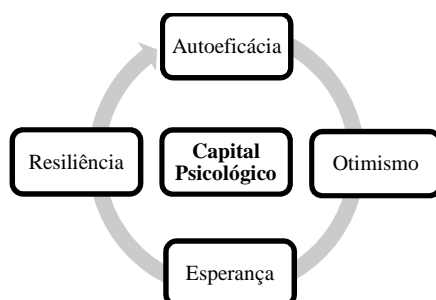 Autoeficácia
Resiliência
Capital
Psicológico
Otimismo
Esperança